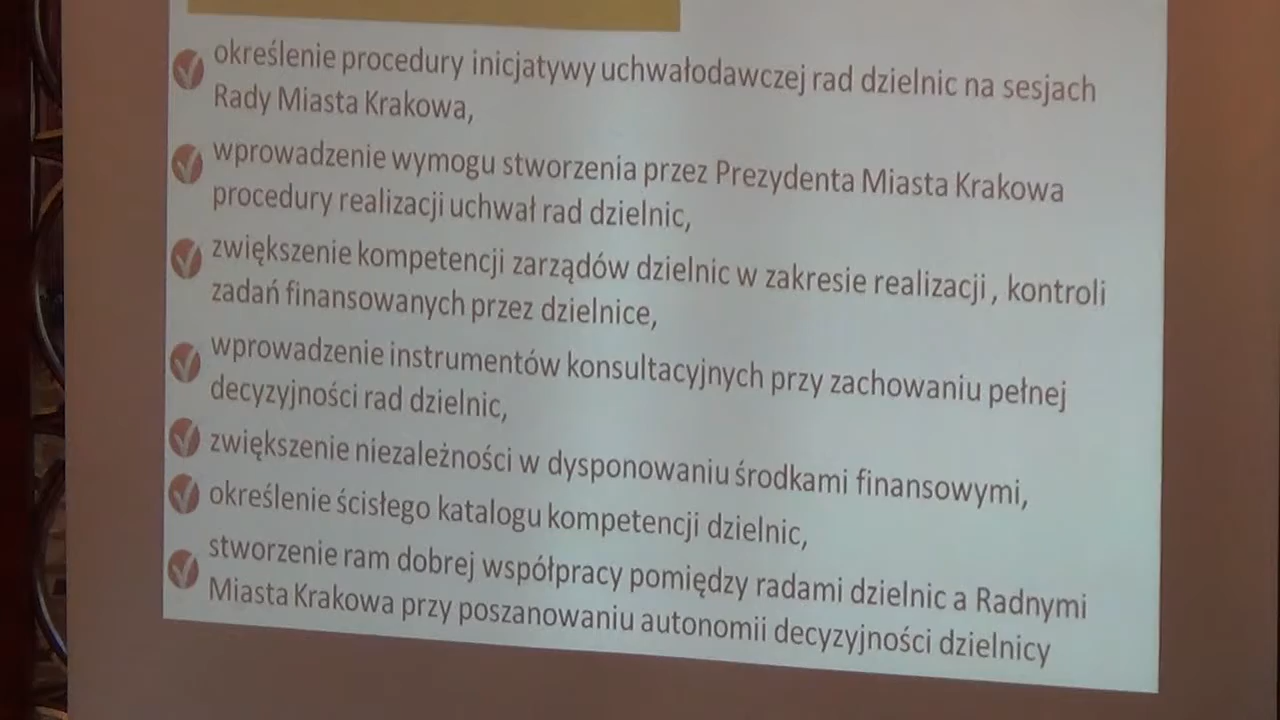 określenie procedury inicjatywy uchwałodawczej rad dzielnic na sesjach
Rady Miasta Krakowa,
wprowadzenie wymogu stworzenia przez Prezydenta Miasta Krakowa
procedury realizacji uchwał rad dzielnic,
zwiększenie kompetencji zarządów dzielnic w zakresie realizacji , kontroli
zadań finansowanych przez dzielnice,
wprowadzenie instrumentów konsultacyjnych przy zachowaniu pełnej
decyzyjności rad dzielnic,
zwiększenie niezależności w dysponowaniu środkami finansowymi,
określenie ścisłego katalogu kompetencji dzielnic,
stworzenie ram dobrej współpracy pomiędzy radami dzielnic a Radnymi
Miasta Krakowa przy poszanowaniu autonomii decyzyjności dzielnicy